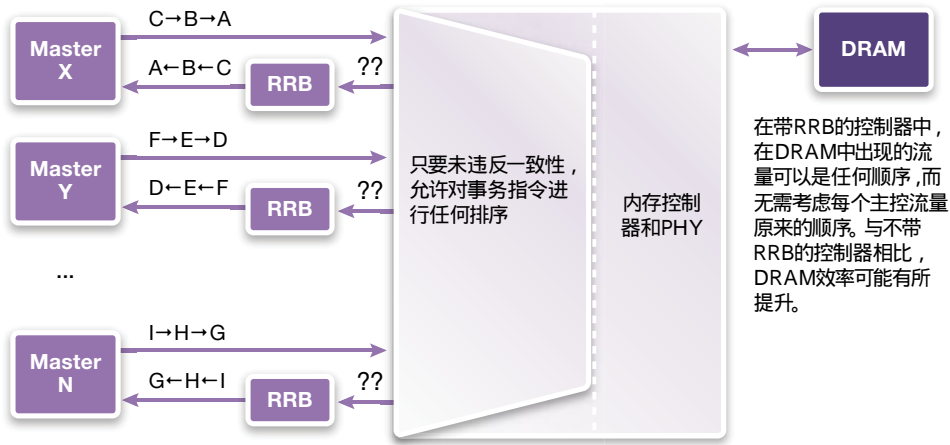 C→B→A
Master
X
A←B←C
RRB
??
F→E→D
Master
Y
D←E←F
RRB
??
...
I→H→G
Master
N
G←H←I
RRB
??
只要未违反一致性，
允许对事务指令进
行任何排序
内存控制
器和PHY
DRAM
在带RRB的控制器中，
在DRAM中出现的流
量可以是任何顺序，而
无需考虑每个主控流量
原来的顺序。与不带
RRB的控制器相比，
DRAM效率可能有所
提升。